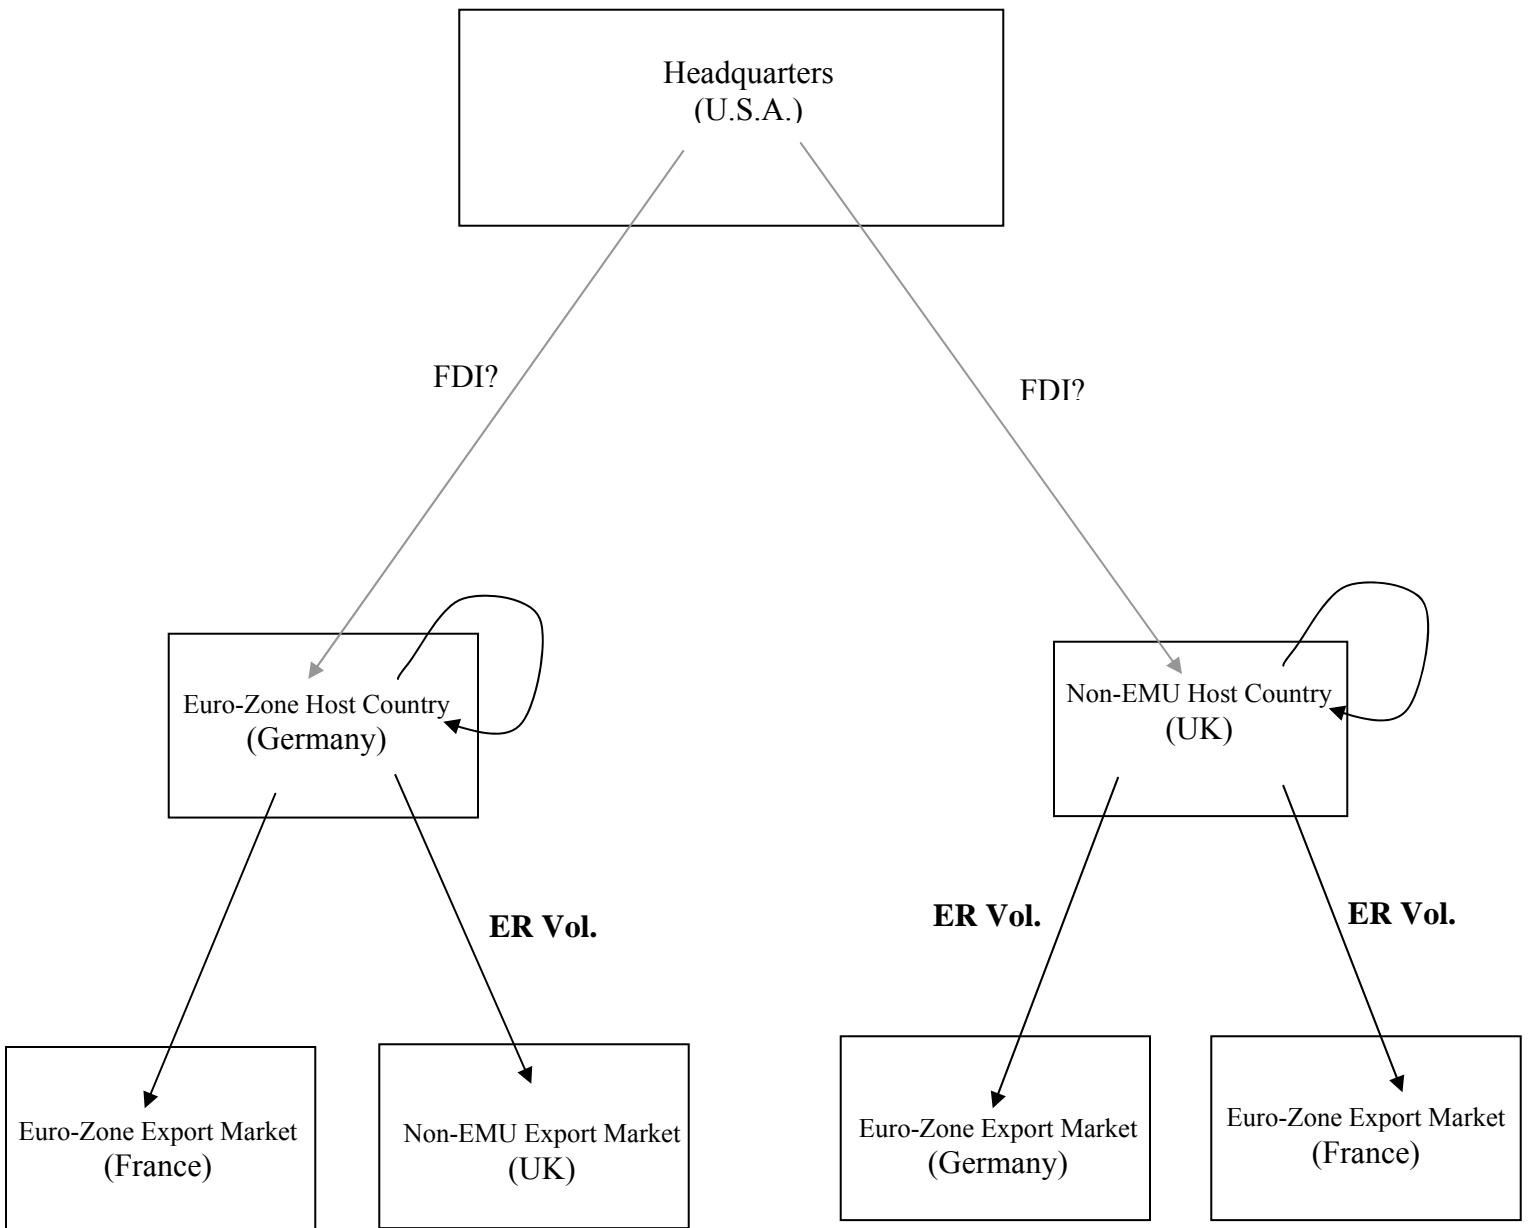 Headquarters
(U.S.A.)
FDI?
FDI?
Euro-Zone Host Country
(Germany)
Non-EMU Host Country
(UK)
ER Vol.
ER Vol.
ER Vol.
Euro-Zone Export Market
(France)
Non-EMU Export Market
(UK)
Euro-Zone Export Market
(Germany)
Euro-Zone Export Market
(France)